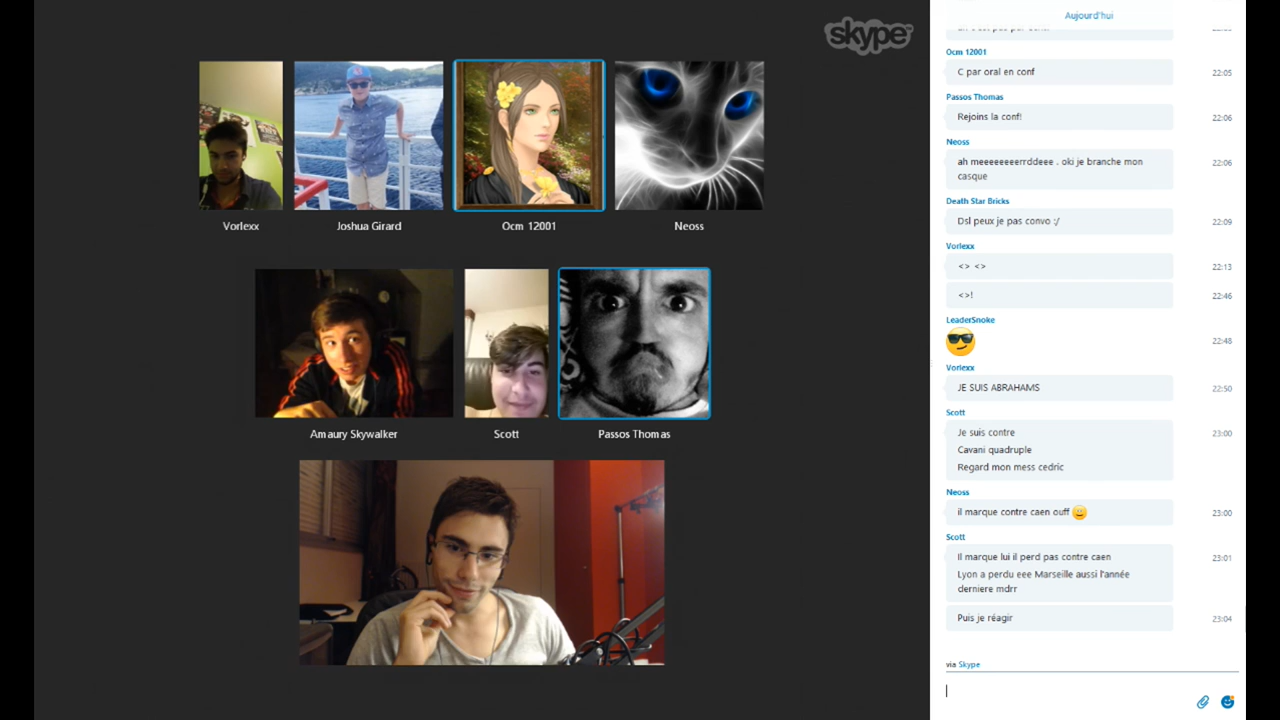 skype
Vorlexx
Joshua Girard
Ocm 12001
Neoss
Amaury Skywalker
Scott
Passos Thomas
Aujourd'hui
Ocm 12001
C par oral en conf
22:05
Passos Thomas
Rejoins la conf!
22:06
Neoss
ah meeeeeeeerrddeee . oki je branche mon
casque
22:06
Death Star Bricks
Dsl peux je pas convo :/
22:09
Vorlexx
<> <>
22:13
<>!
22:46
LeaderSnoke
22:48
Vorlexx
JE SUIS ABRAHAMS
22:50
Scott
Je suis contre
23:00
Cavani quadruple
Regard mon mess cedric
Neoss
il marque contre caen ouff
23:00
Scott
Il marque lui il perd pas contre caen
23:01
Lyon a perdu eee Marseille aussi l'année
derniere mdrr
Puis je réagir
23:04
via Skype